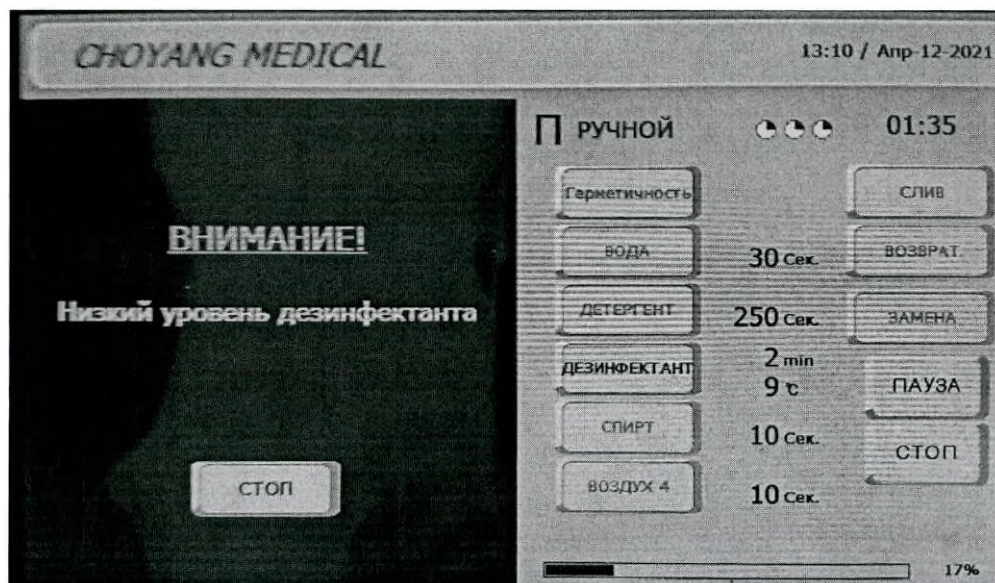 CHOYANG MEDICAL
13:10 / Апр-12-2021
ВНИМАНИЕ!
Низкий уровень дезинфектанта
СТОП
П РУЧНОЙ
01:35
Герметичность
СЛИВ
ВОДА
30 Сек.
ВОЗВРАТ
ДЕТЕРГЕНТ
250 Сек.
ЗАМЕНА
ДЕЗИНФЕКТАНТ
2 min
9 ℃
ПАУЗА
СПИРТ
10 Сек.
СТОП
ВОЗДУХ 4
10 Сек.
17%